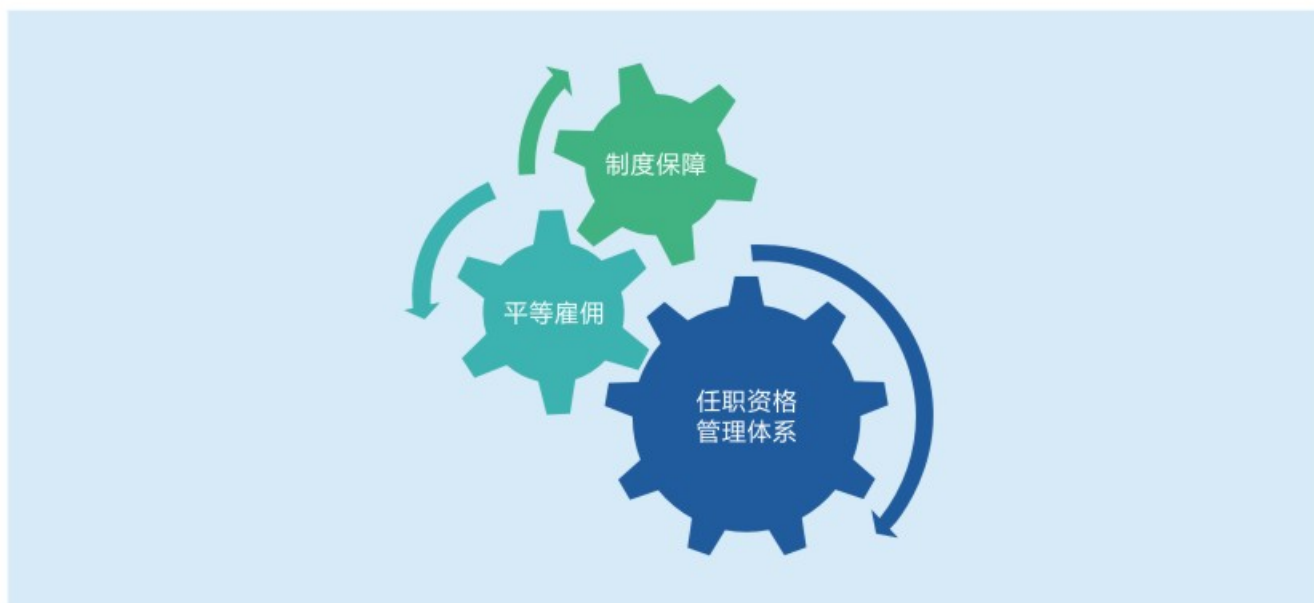 制度保障
平等雇佣
任职资格
管理体系